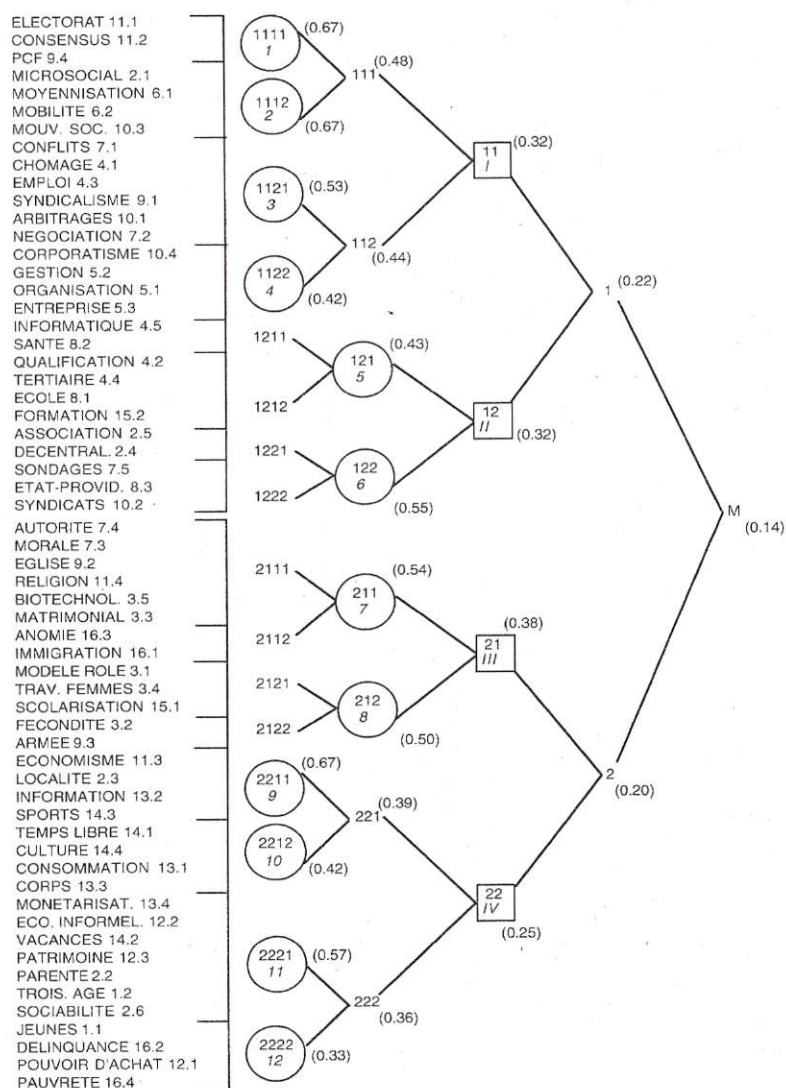 ELECTORAT 11.1
CONSENSUS 11.2
PCF 9.4
MICROSOCIAL 2.1
MOYENNISATION 6.1
MOBILITE 6.2
MOUV. SOC. 10.3
CONFLITS 7.1
CHOMAGE 4.1
EMPLOI 4.3
SYNDICALISME 9.1
ARBITRAGES 10.1
NEGOCIATION 7.2
CORPORATISME 10.4
GESTION 5.2
ORGANISATION 5.1
ENTREPRISE 5.3
INFORMATIQUE 4.5
SANTE 8.2
QUALIFICATION 4.2
TERTIAIRE 4.4
ECOLE 8.1
FORMATION 15.2
ASSOCIATION 2.5
DECENTRAL. 2.4
SONDAGES 7.5
ETAT-PROVID. 8.3
SYNDICATS 10.2
AUTORITE 7.4
MORALE 7.3
EGLISE 9.2
RELIGION 11.4
BIOTECHNOL. 3.5
MATRIMONIAL 3.3
ANOMIE 16.3
IMMIGRATION 16.1
MODELE ROLE 3.1
TRAV. FEMMES 3.4
SCOLARISATION 15.1
FECONDITE 3.2
ARMEE 9.3
ECONOMISME 11.3
LOCALITE 2.3
INFORMATION 13.2
SPORTS 14.3
TEMPS LIBRE 14.1
CULTURE 14.4
CONSOMMATION 13.1
CORPS 13.3
MONETARISAT. 13.4
ECO. INFORMEL. 12.2
VACANCES 14.2
PATRIMOINE 12.3
PARENTE 2.2
TROIS. AGE 1.2
SOCIABILITE 2.6
JEUNES 1.1
DELINQUANCE 16.2
POUVOIR D'ACHAT 12.1
PAUVRETE 16.4
1111
1
(0.67)
1112
2
(0.67)
111
(0.48)
1121
3
(0.53)
1122
4
(0.42)
112
(0.44)
11
I
(0.32)
1211
1212
121
5
(0.43)
1221
1222
122
6
(0.55)
12
II
(0.32)
1
(0.22)
2111
2112
211
7
(0.54)
2121
2122
212
8
(0.50)
21
III
(0.38)
2211
9
(0.67)
2212
10
(0.42)
221
(0.39)
2221
11
(0.57)
2222
12
(0.33)
222
(0.36)
22
IV
(0.25)
2
(0.20)
M
(0.14)